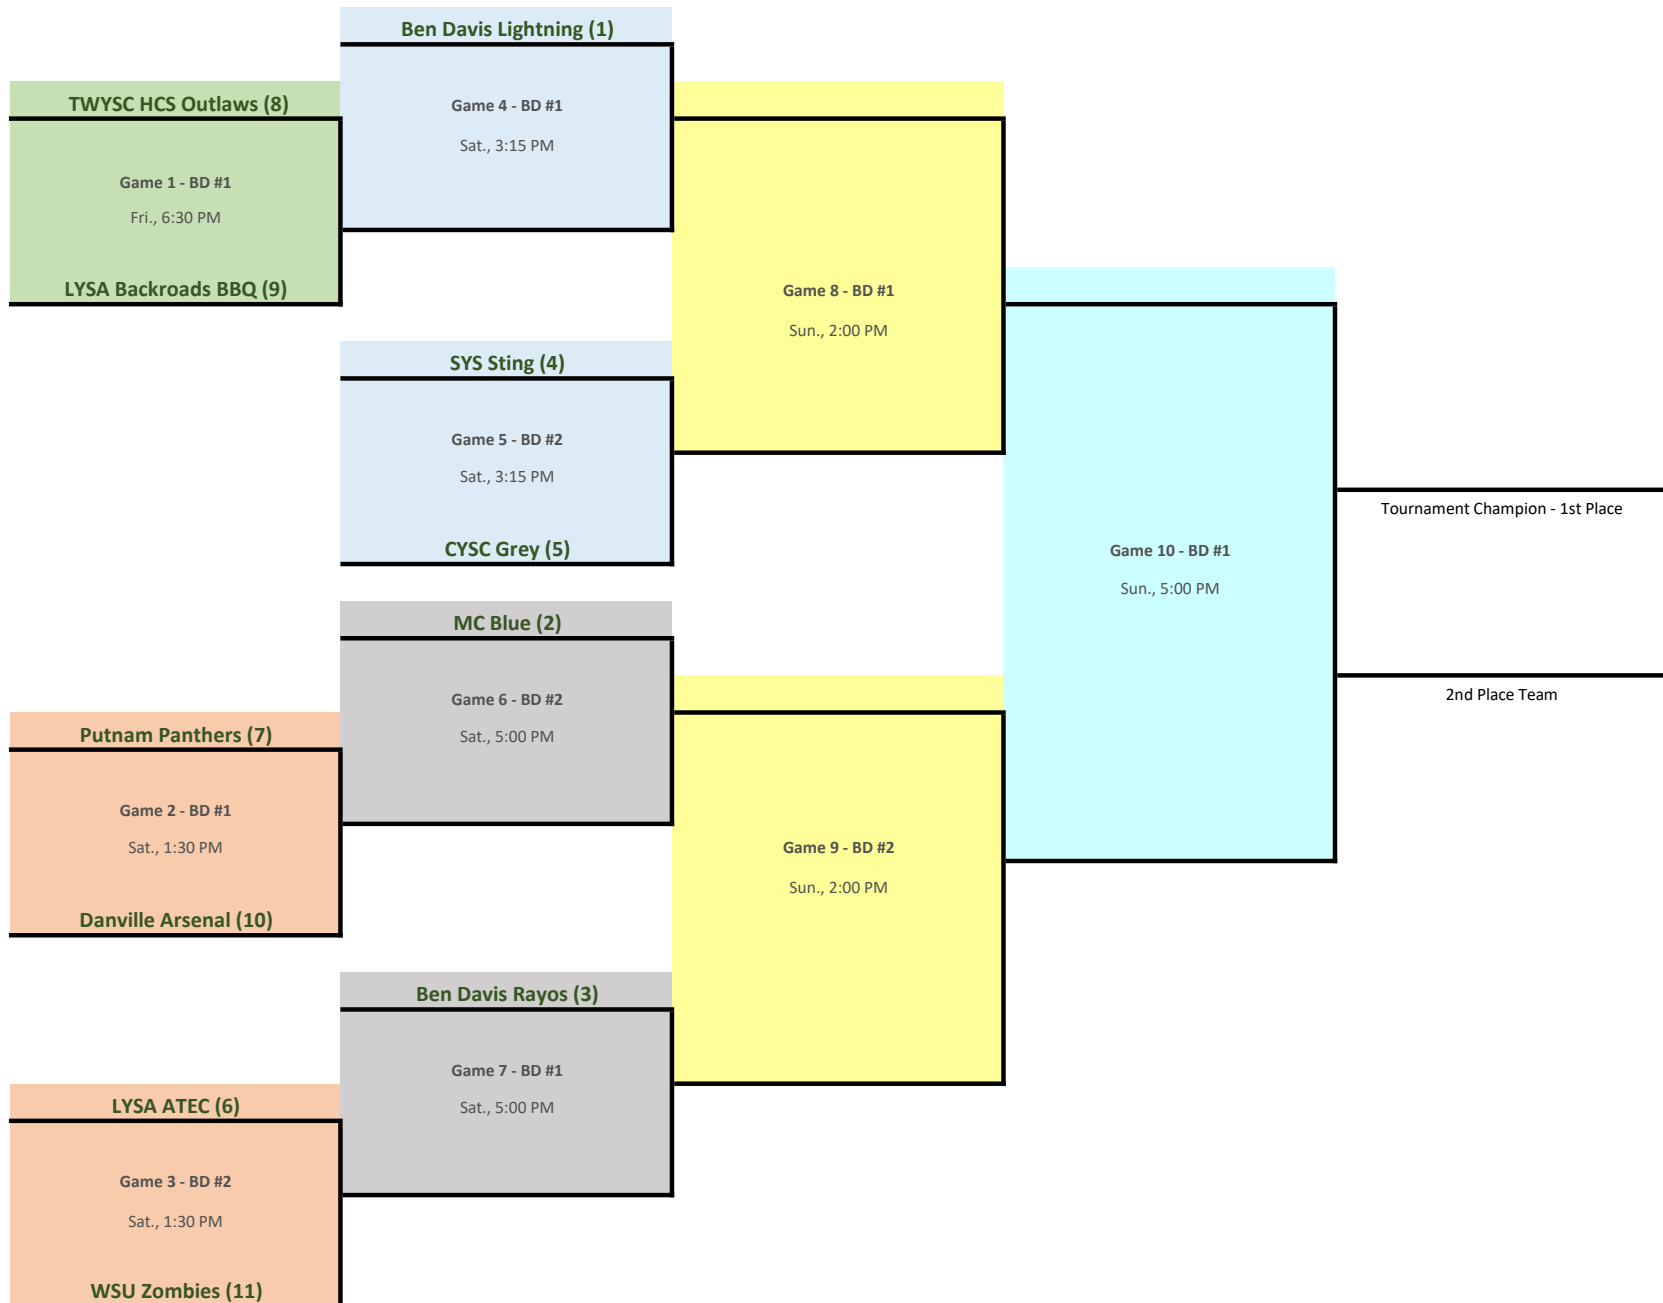 Ben Davis Lightning (1)
TWYSC HCS Outlaws (8)
Game 4 - BD #1
Sat., 3:15 PM
Game 1 - BD #1
Fri., 6:30 PM
LYSA Backroads BBQ (9)
Game 8 - BD #1
Sun., 2:00 PM
SYS Sting (4)
Game 5 - BD #2
Sat., 3:15 PM
CYSC Grey (5)
Tournament Champion - 1st Place
Game 10 - BD #1
Sun., 5:00 PM
MC Blue (2)
Game 6 - BD #2
Sat., 5:00 PM
2nd Place Team
Putnam Panthers (7)
Game 2 - BD #1
Sat., 1:30 PM
Danville Arsenal (10)
Game 9 - BD #2
Sun., 2:00 PM
Ben Davis Rayos (3)
Game 7 - BD #1
Sat., 5:00 PM
LYSA ATEC (6)
Game 3 - BD #2
Sat., 1:30 PM
WSU Zombies (11)